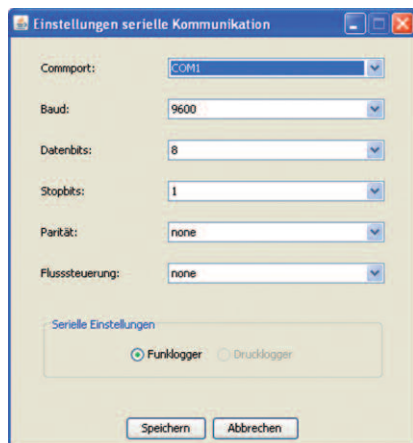 Einstellungen serielle Kommunikation
Commport: COM1
Baud: 9600
Datenbits: 8
Stopbits: 1
Parität: none
Flusssteuerung: none
Serielle Einstellungen
Funklogger Drucklogger
Speichern Abbrechen